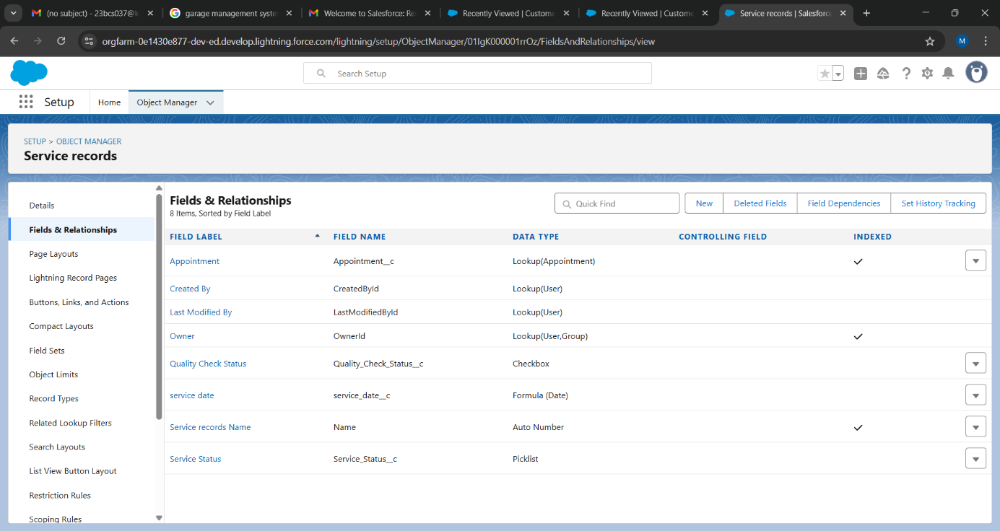 (no subject) - 23bcs037@k
garage management syste
Welcome to Salesforce: Re
Recently Viewed | Custome
Recently Viewed | Custome
Service records | Salesforce
orgfarm-0e1430e877-dev-ed.develop.lightning.force.com/lightning/setup/ObjectManager/01IgK000001rrOz/FieldsAndRelationships/view
M
Search Setup
Setup
Home
Object Manager
SETUP > OBJECT MANAGER
Service records
Details
Fields & Relationships
Page Layouts
Lightning Record Pages
Buttons, Links, and Actions
Compact Layouts
Field Sets
Object Limits
Record Types
Related Lookup Filters
Search Layouts
List View Button Layout
Restriction Rules
Scoping Rules
Fields & Relationships
8 Items, Sorted by Field Label
Quick Find
New
Deleted Fields
Field Dependencies
Set History Tracking
FIELD LABEL FIELD NAME DATA TYPE CONTROLLING FIELD INDEXED
Appointment Appointment__c Lookup(Appointment)
Created By CreatedById Lookup(User)
Last Modified By LastModifiedById Lookup(User)
Owner OwnerId Lookup(User,Group)
Quality Check Status Quality_Check_Status__c Checkbox
service date service_date__c Formula (Date)
Service records Name Name Auto Number
Service Status Service_Status__c Picklist